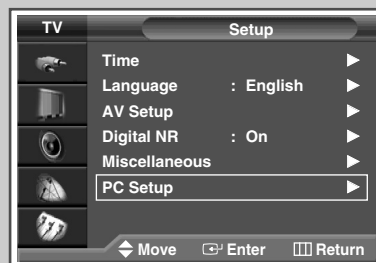 TV
Setup
Time
Language : English
AV Setup
Digital NR : On
Miscellaneous
PC Setup
Move Enter Return